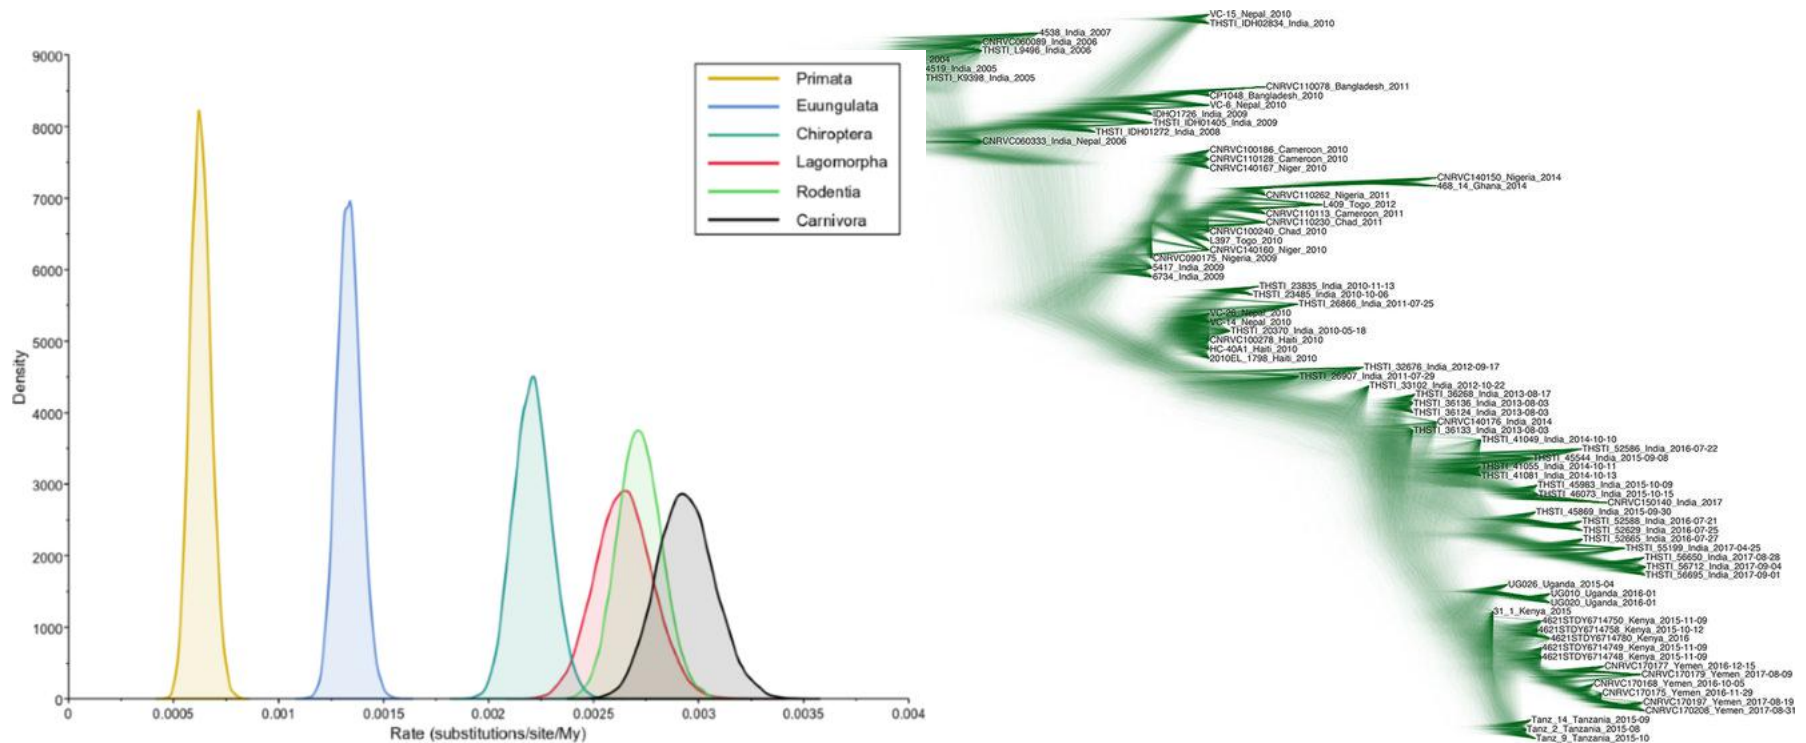 9000
8000
7000
6000
5000
4000
3000
2000
1000
0
Density
0
0.0005
0.001
0.0015
0.002
0.0025
0.003
0.0035
0.004
Rate (substitutions/site/My)
Primata
Euungulata
Chiroptera
Lagomorpha
Rodentia
Carnivora
VC-15_Nepal_2010
THSTI_IDH02834_India_2010
4538_India_2007
CNRVC060089_India_2006
THSTI_L9496_India_2006
2004
4519_India_2005
THSTI_K9398_India_2005
CNRVC110078_Bangladesh_2011
CP1048_Bangladesh_2010
VC-6_Nepal_2010
IDHO1726_India_2009
THSTI_IDH01405_India_2009
THSTI_IDH01272_India_2008
CNRVC060333_India_Nepal_2006
CNRVC100186_Cameroon_2010
CNRVC110128_Cameroon_2010
CNRVC140167_Niger_2010
CNRVC140150_Nigeria_2014
468_14_Ghana_2014
CNRVC110262_Nigeria_2011
L409_Togo_2012
CNRVC110113_Cameroon_2011
CNRVC110230_Chad_2011
CNRVC100240_Chad_2010
L397_Togo_2010
CNRVC140160_Niger_2010
CNRVC090175_Nigeria_2009
5417_India_2009
6734_India_2009
THSTI_23835_India_2010-11-13
THSTI_23485_India_2010-10-06
THSTI_26866_India_2011-07-25
VC-26_Nepal_2010
VC-14_Nepal_2010
THSTI_20370_India_2010-05-18
CNRVC100278_Haiti_2010
HC-40A1_Haiti_2010
2010EL_1798_Haiti_2010
THSTI_32676_India_2012-09-17
THSTI_26907_India_2011-07-29
THSTI_33102_India_2012-10-22
THSTI_36268_India_2013-08-17
THSTI_36136_India_2013-08-03
THSTI_36124_India_2013-08-03
CNRVC140176_India_2014
THSTI_36133_India_2013-08-03
THSTI_41049_India_2014-10-10
THSTI_52586_India_2016-07-22
THSTI_45544_India_2015-09-08
THSTI_41055_India_2014-10-11
THSTI_41081_India_2014-10-13
THSTI_45983_India_2015-10-09
THSTI_46073_India_2015-10-15
CNRVC150140_India_2017
THSTI_45869_India_2015-09-30
THSTI_52588_India_2016-07-21
THSTI_52629_India_2016-07-25
THSTI_52665_India_2016-07-27
THSTI_55199_India_2017-04-25
THSTI_56650_India_2017-08-28
THSTI_56712_India_2017-09-04
THSTI_56695_India_2017-09-01
UG026_Uganda_2015-04
UG010_Uganda_2016-01
UG020_Uganda_2016-01
31_1_Kenya_2015
4621STDY6714750_Kenya_2015-11-09
4621STDY6714758_Kenya_2015-10-12
4621STDY6714780_Kenya_2016
4621STDY6714749_Kenya_2015-11-09
4621STDY6714748_Kenya_2015-11-09
CNRVC170177_Yemen_2016-12-15
CNRVC170179_Yemen_2017-08-09
CNRVC170168_Yemen_2016-10-05
CNRVC170175_Yemen_2016-11-29
CNRVC170197_Yemen_2017-08-19
CNRVC170208_Yemen_2017-08-31
Tanz_14_Tanzania_2015-09
Tanz_2_Tanzania_2015-08
Tanz_9_Tanzania_2015-10